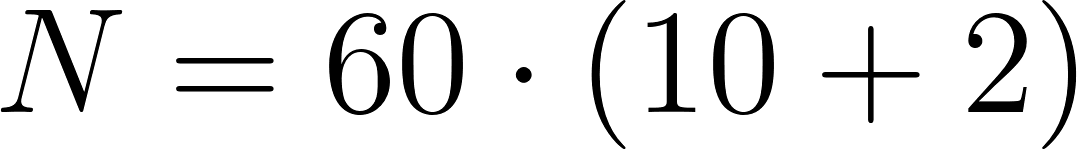 N = 60 · (10 + 2)